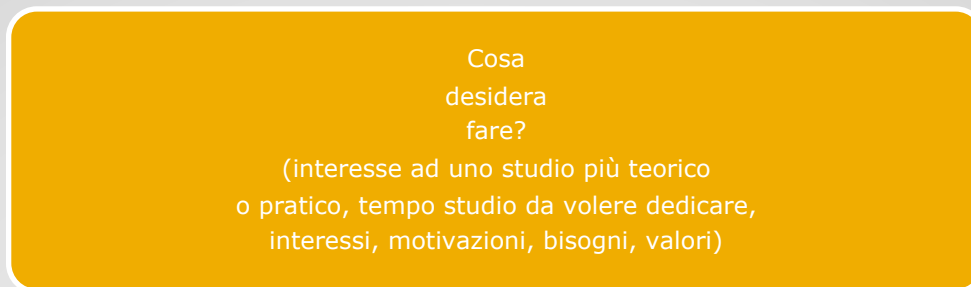 Cosa
desidera
fare?
(interesse ad uno studio più teorico
o pratico, tempo studio da volere dedicare,
interessi, motivazioni, bisogni, valori)